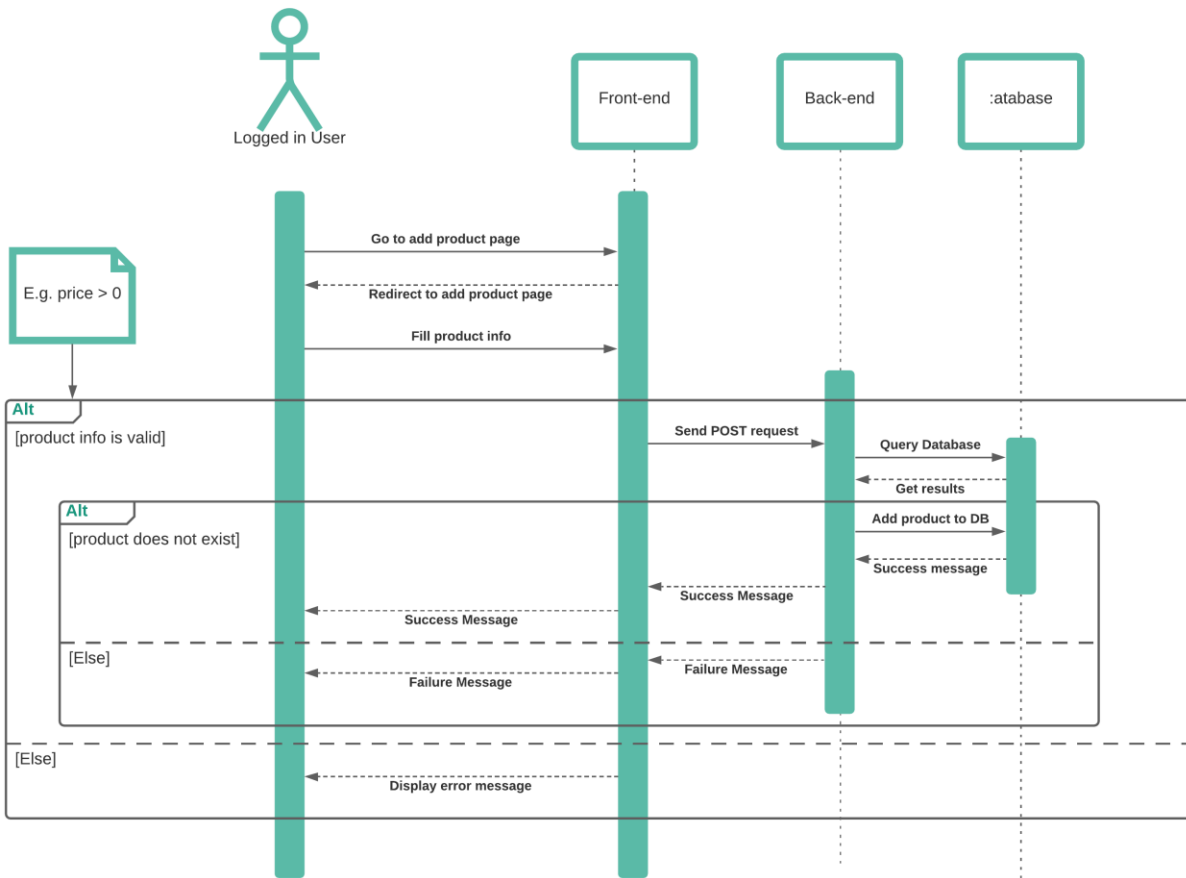 Logged in User
Front-end
Back-end
:atabase
Go to add product page
E.g. price > 0
Redirect to add product page
Fill product info
Alt
[product info is valid]
Send POST request
Query Database
Get results
Alt
[product does not exist]
Add product to DB
Success message
Success Message
Success Message
[Else]
Failure Message
Failure Message
[Else]
Display error message